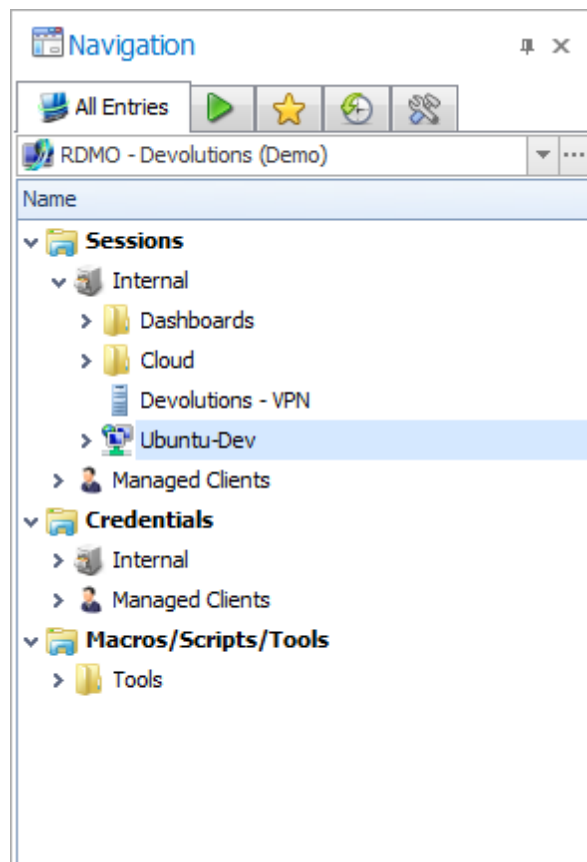 Navigation
All Entries
RDMO - Devolutions (Demo)
Name
Sessions
Internal
Dashboards
Cloud
Devolutions - VPN
Ubuntu-Dev
Managed Clients
Credentials
Internal
Managed Clients
Macros/Scripts/Tools
Tools